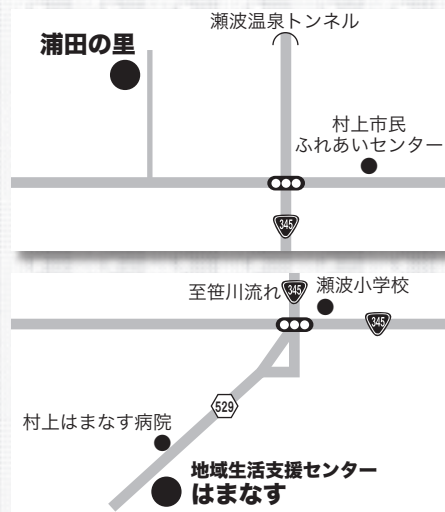 瀬波温泉トンネル
浦田の里
村上市民
ふれあいセンター
345
至笹川流れ
345
瀬波小学校
345
529
村上はまなす病院
地域生活支援センター
はまなす